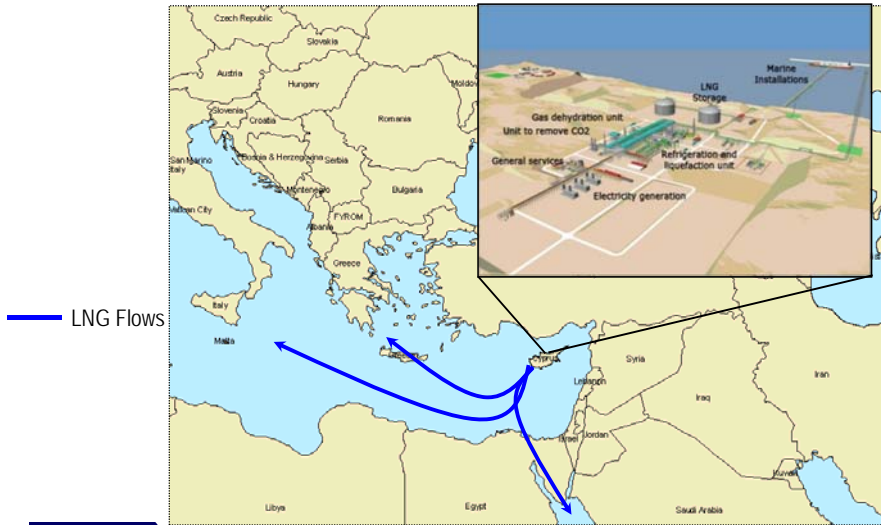 Czech Republic
Slovakia
Austria
Hungary
Moldov
Slovenia
Croatia
Romania
San Marino
Italy
Bosnia & Herzegovina
Serbia
Montenegro
Bulgaria
Vatican City
FYROM
Albania
Greece
Italy
Malta
Greece
Cyprus
Syria
Lebanon
Iraq
Iran
Israel
Jordan
Kuwait
Libya
Egypt
Saudi Arabia
LNG Flows
Marine
Installations
LNG
Storage
Gas dehydration unit
Unit to remove CO2
Refrigeration and
liquefaction unit
General services
Electricity generation